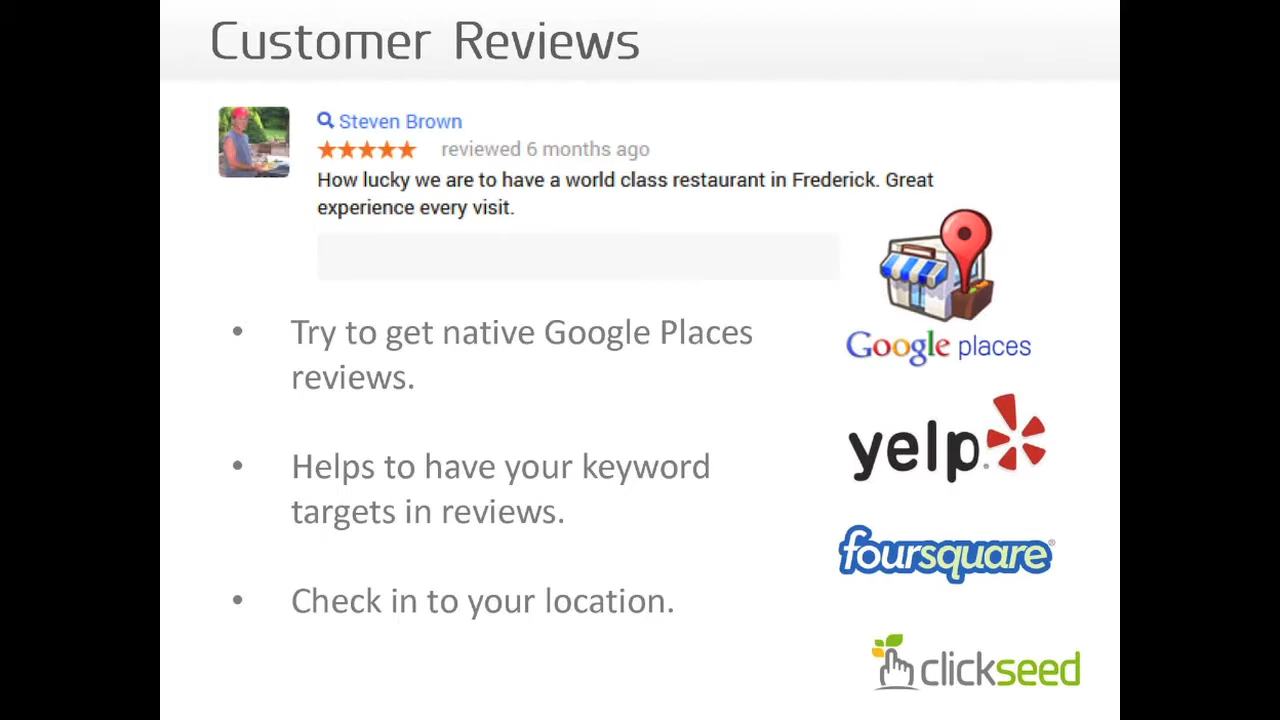 Customer Reviews
Steven Brown
★★★★★ reviewed 6 months ago
How lucky we are to have a world class restaurant in Frederick. Great
experience every visit.
• Try to get native Google Places
reviews.
• Helps to have your keyword
targets in reviews.
• Check in to your location.
Google places
yelp
foursquare®
clickseed